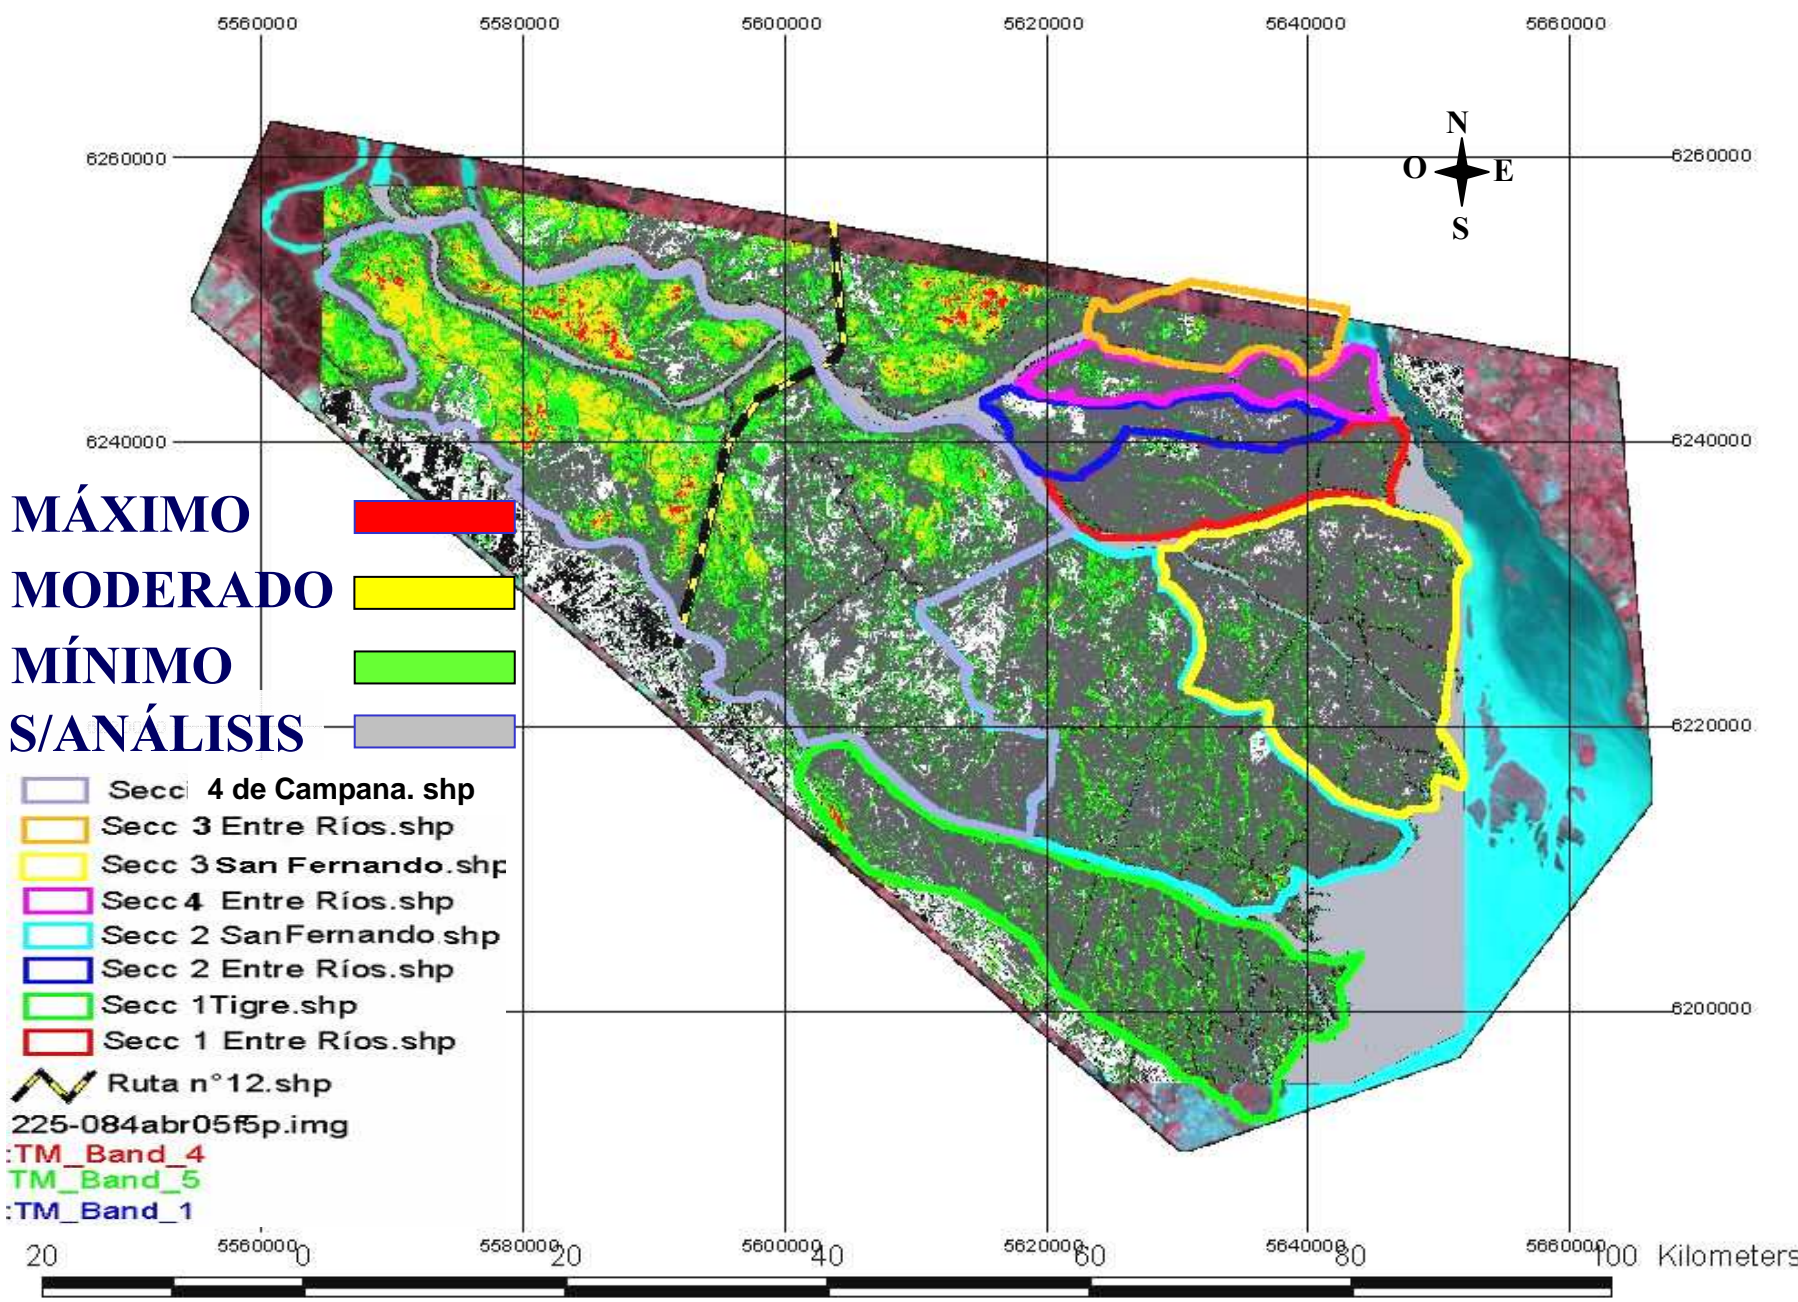 5560000 5580000 5600000 5620000 5640000 5660000
N
6260000 6260000
O E
S
6240000 6240000
MÁXIMO
MODERADO
MÍNIMO
6220000
S/ANÁLISIS
Secc 4 de Campana. shp
Secc 3 Entre Ríos.shp
Secc 3 San Fernando.shp
Secc 4 Entre Ríos.shp
Secc 2 San Fernando.shp
Secc 2 Entre Ríos.shp
Secc 1Tigre.shp
6200000
Secc 1 Entre Ríos.shp
Ruta n°12.shp
225-084abr05f5p.img
:TM_Band_4
TM_Band_5
:TM_Band_1
5560000 5580000 5600000 5620000 5640000 5660000
20 0 20 40 60 80 100 Kilometers